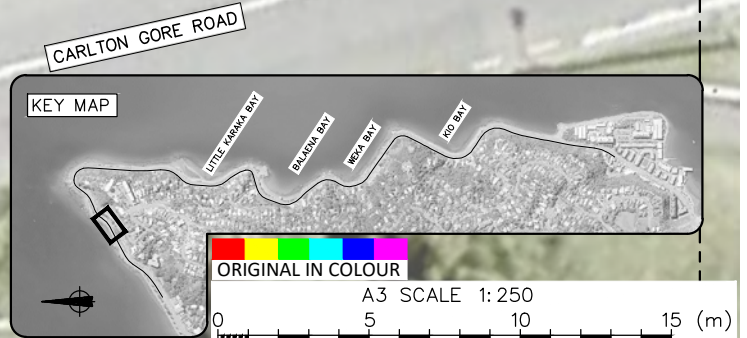 CARLTON GORE ROAD
KEY MAP
LITTLE KARAKA BAY
BALAENA BAY
WEKA BAY
KIO BAY
ORIGINAL IN COLOUR
A3 SCALE 1:250
0 5 10 15 (m)